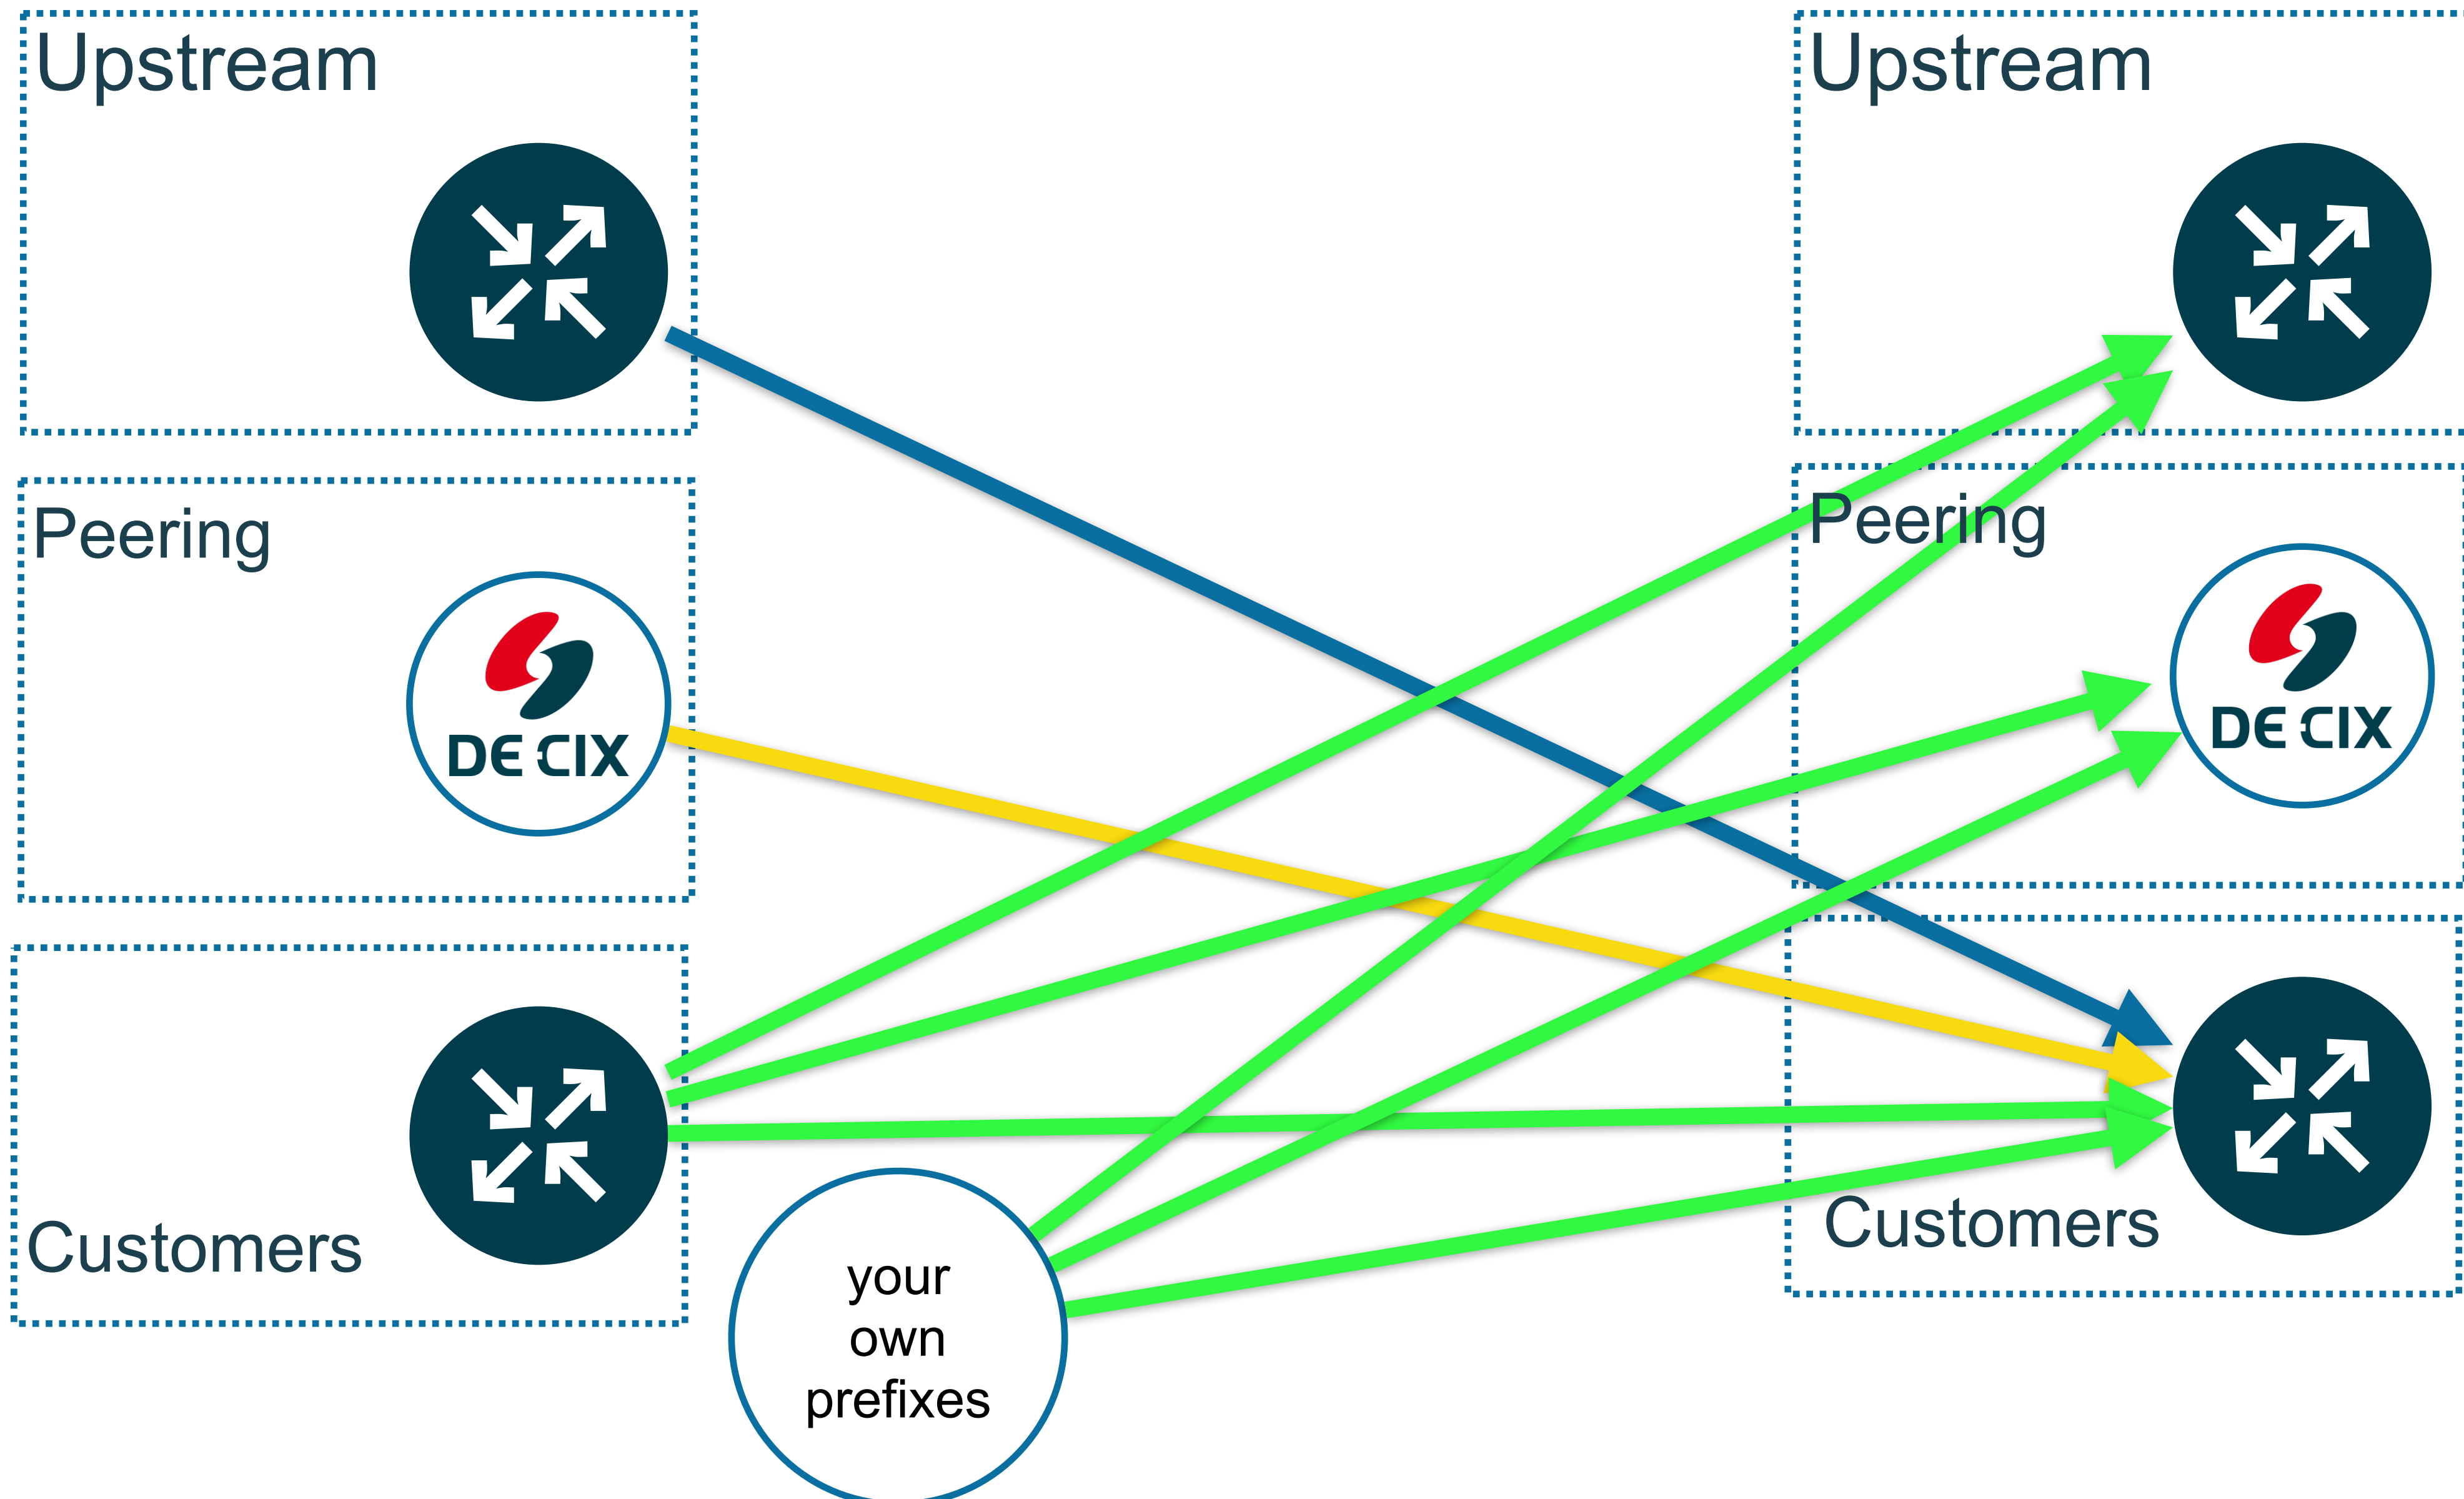 Upstream
Peering
DE CIX
Customers
your
own
prefixes
Upstream
Peering
DE CIX
Customers